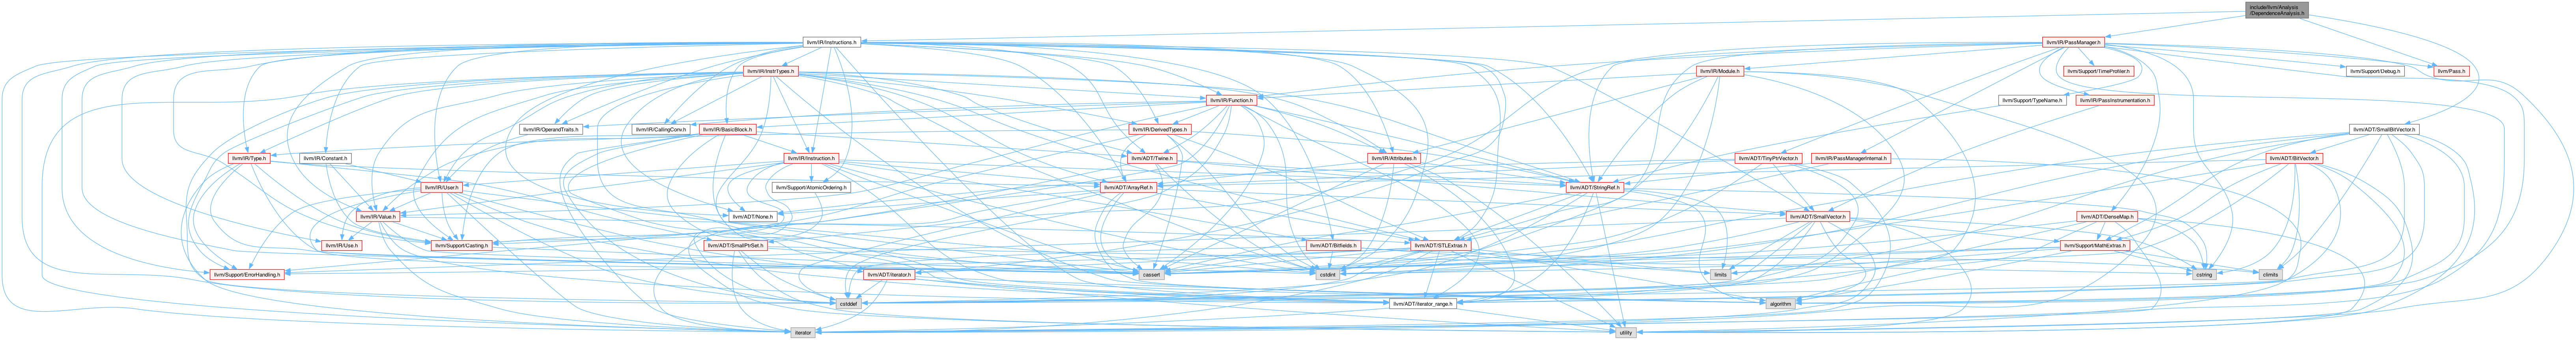 include/llvm/Analysis
/DependenceAnalysis.h
llvm/IR/Instructions.h
llvm/IR/PassManager.h
llvm/IR/InstrTypes.h
llvm/IR/Module.h
llvm/Support/TimeProfiler.h
llvm/Support/Debug.h
llvm/Pass.h
llvm/IR/Function.h
llvm/Support/TypeName.h
llvm/IR/PassInstrumentation.h
llvm/IR/OperandTraits.h
llvm/IR/CallingConv.h
llvm/IR/BasicBlock.h
llvm/IR/DerivedTypes.h
llvm/ADT/SmallBitVector.h
llvm/IR/Type.h
llvm/IR/Constant.h
llvm/IR/Instruction.h
llvm/ADT/Twine.h
llvm/IR/Attributes.h
llvm/ADT/TinyPtrVector.h
llvm/IR/PassManagerInternal.h
llvm/ADT/BitVector.h
llvm/IR/User.h
llvm/Support/AtomicOrdering.h
llvm/ADT/ArrayRef.h
llvm/ADT/StringRef.h
llvm/IR/Value.h
llvm/ADT/None.h
llvm/ADT/SmallVector.h
llvm/ADT/DenseMap.h
llvm/IR/Use.h
llvm/Support/Casting.h
llvm/ADT/SmallPtrSet.h
llvm/ADT/Bitfields.h
llvm/ADT/STLExtras.h
llvm/Support/MathExtras.h
llvm/Support/ErrorHandling.h
llvm/ADT/iterator.h
cassert
cstdint
limits
cstring
climits
cstddef
llvm/ADT/iterator_range.h
algorithm
iterator
utility